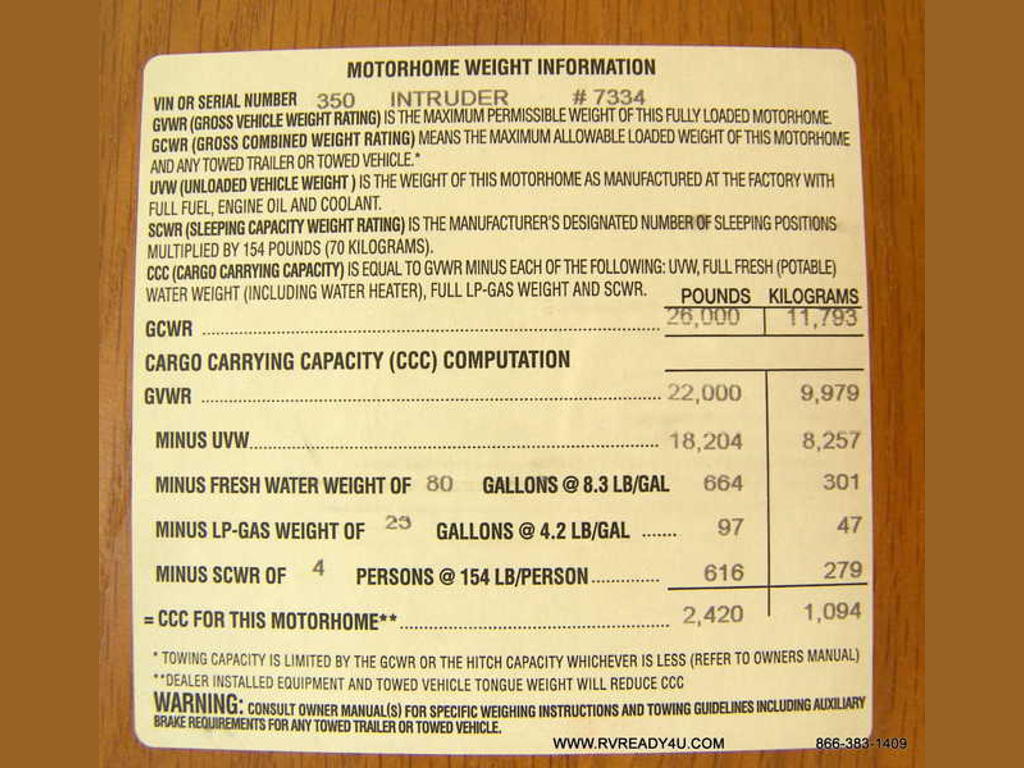 MOTORHOME WEIGHT INFORMATION
VIN OR SERIAL NUMBER 350 INTRUDER # 7334
GVWR (GROSS VEHICLE WEIGHT RATING) IS THE MAXIMUM PERMISSIBLE WEIGHT OF THIS FULLY LOADED MOTORHOME.
GCWR (GROSS COMBINED WEIGHT RATING) MEANS THE MAXIMUM ALLOWABLE LOADED WEIGHT OF THIS MOTORHOME
AND ANY TOWED TRAILER OR TOWED VEHICLE.*
UVW (UNLOADED VEHICLE WEIGHT ) IS THE WEIGHT OF THIS MOTORHOME AS MANUFACTURED AT THE FACTORY WITH
FULL FUEL, ENGINE OIL AND COOLANT.
SCWR (SLEEPING CAPACITY WEIGHT RATING) IS THE MANUFACTURER'S DESIGNATED NUMBER OF SLEEPING POSITIONS
MULTIPLIED BY 154 POUNDS (70 KILOGRAMS).
CCC (CARGO CARRYING CAPACITY) IS EQUAL TO GVWR MINUS EACH OF THE FOLLOWING: UVW, FULL FRESH (POTABLE)
WATER WEIGHT (INCLUDING WATER HEATER), FULL LP-GAS WEIGHT AND SCWR.
POUNDS KILOGRAMS
GCWR 26,000 11,793
CARGO CARRYING CAPACITY (CCC) COMPUTATION
GVWR 22,000 9,979
MINUS UVW 18,204 8,257
MINUS FRESH WATER WEIGHT OF 80 GALLONS @ 8.3 LB/GAL 664 301
MINUS LP-GAS WEIGHT OF 23 GALLONS @ 4.2 LB/GAL 97 47
MINUS SCWR OF 4 PERSONS @ 154 LB/PERSON 616 279
= CCC FOR THIS MOTORHOME** 2,420 1,094
* TOWING CAPACITY IS LIMITED BY THE GCWR OR THE HITCH CAPACITY WHICHEVER IS LESS (REFER TO OWNERS MANUAL)
**DEALER INSTALLED EQUIPMENT AND TOWED VEHICLE TONGUE WEIGHT WILL REDUCE CCC
WARNING: CONSULT OWNER MANUAL(S) FOR SPECIFIC WEIGHING INSTRUCTIONS AND TOWING GUIDELINES INCLUDING AUXILIARY
BRAKE REQUIREMENTS FOR ANY TOWED TRAILER OR TOWED VEHICLE.
WWW.RVREADY4U.COM 866-383-1409